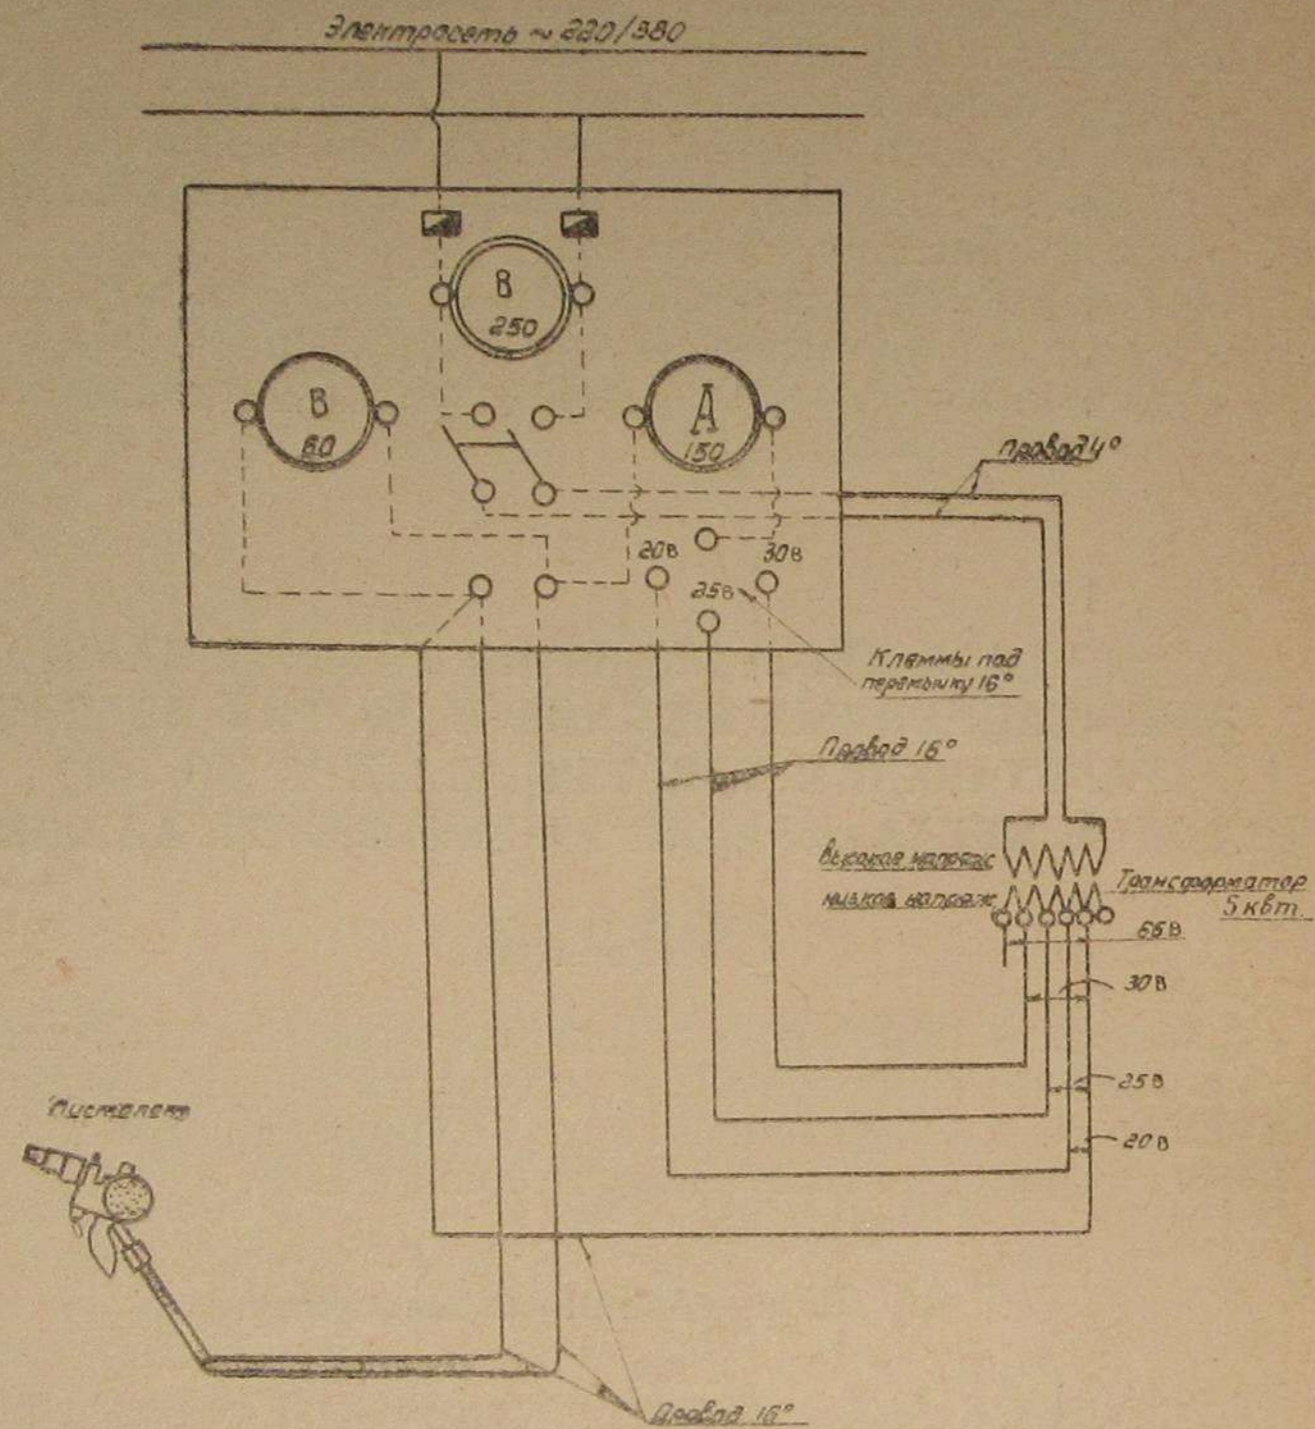 Электросеть ~ 220/380
В
250
В
60
А
150
Провод 4°
20в
30в
25в
Клеммы под
перемычку 16°
Провод 16°
Высокое напряж
низкое напряж.
Трансформатор
5 квт.
65в
30в
25в
20в
Пистолет
Провод 16°